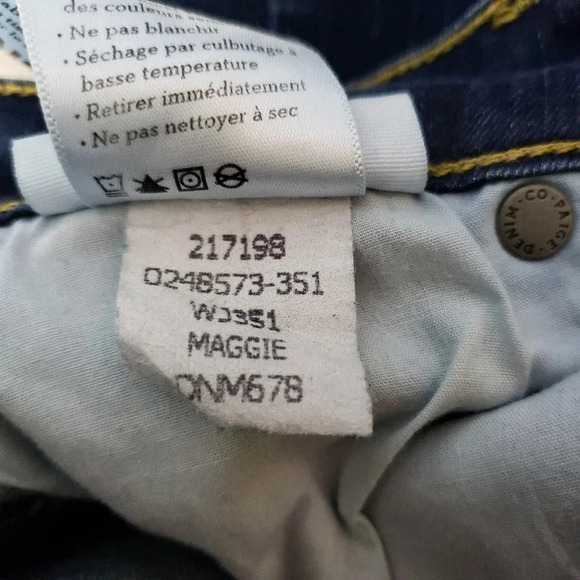 des couleurs
• Ne pas blanchir
• Séchage par culbutage à
basse temperature
• Retirer immédiatement
• Ne pas nettoyer à sec
217198
0248573-351
WJ351
MAGGIE
DNM678
DENIM·CO·PAIGE·